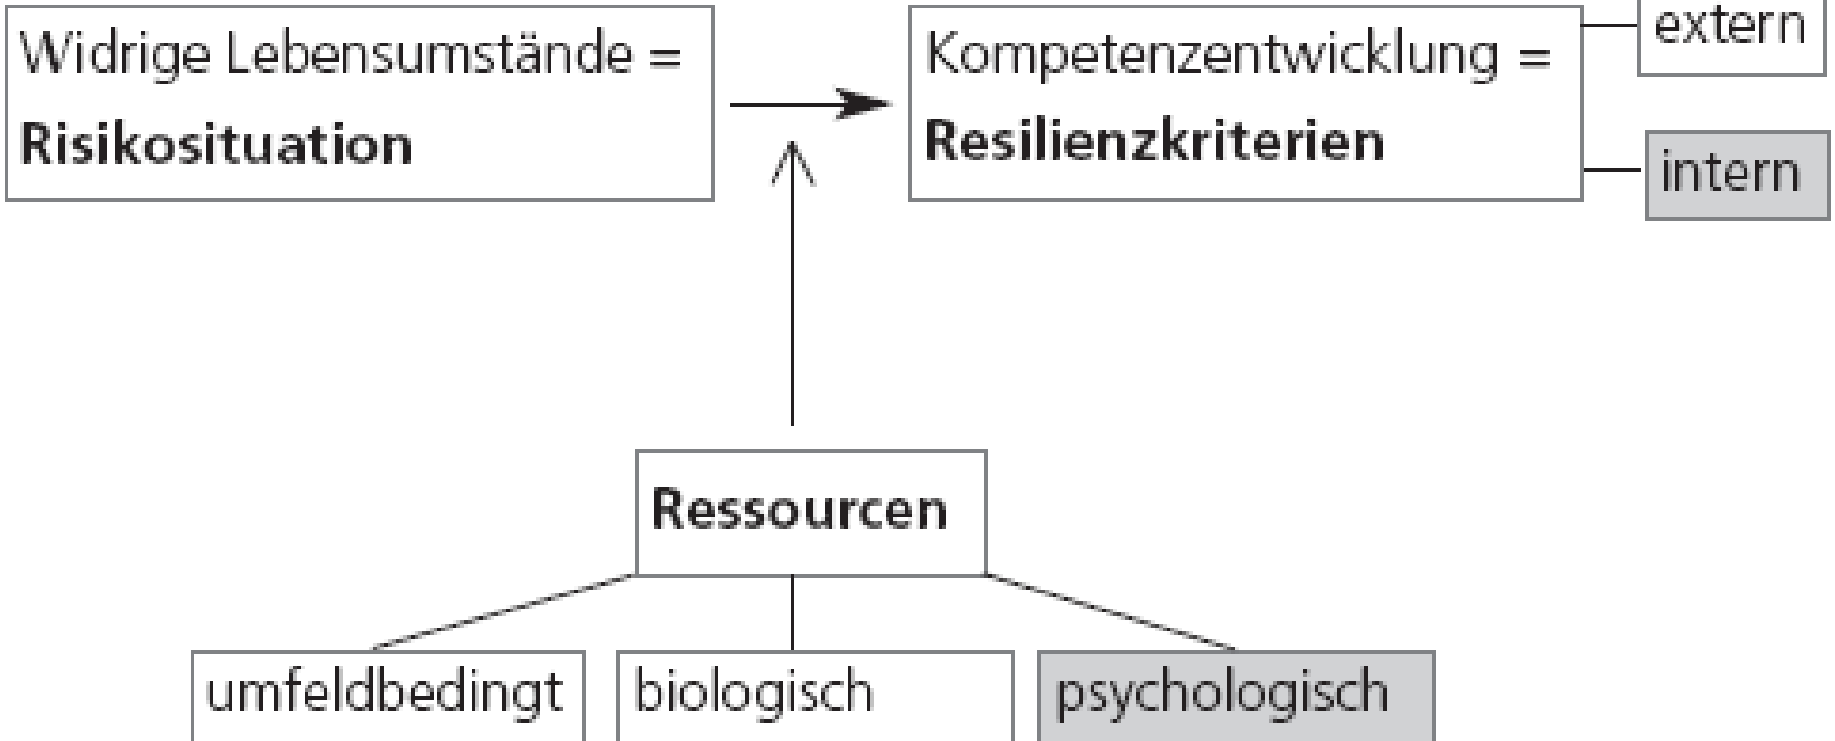 Widrige Lebensumstände =
Risikosituation
Kompetenzentwicklung =
Resilienzkriterien
extern
intern
Ressourcen
umfeldbedingt
biologisch
psychologisch